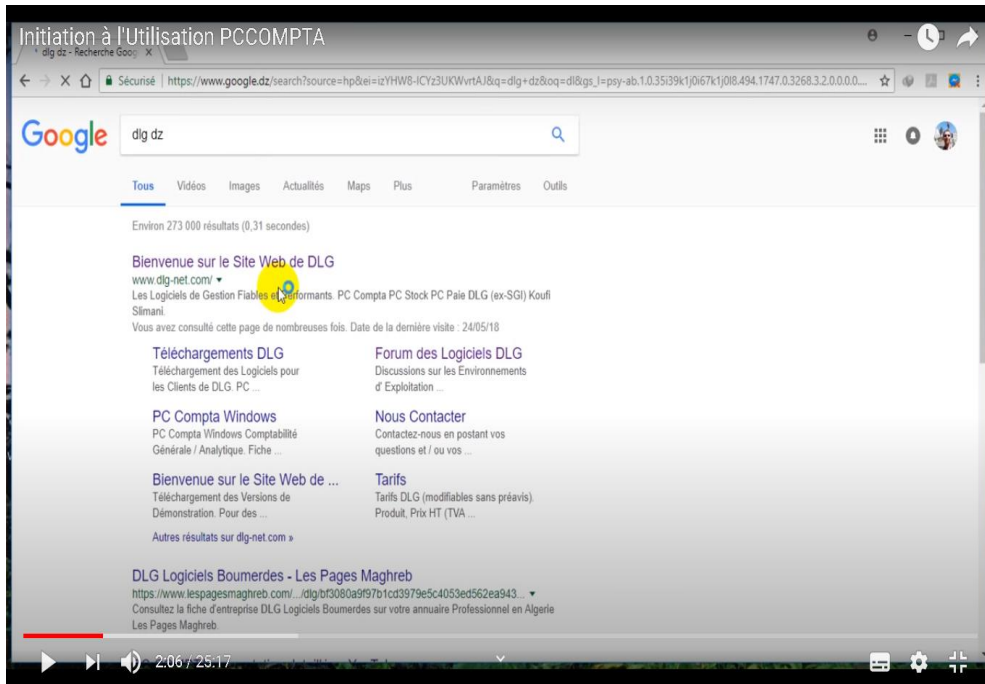 Initiation à l'Utilisation PCCOMPTA
dlg dz - Recherche Goog X
Sécurisé | https://www.google.dz/search?source=hp&ei=izYHW8-ICYz3UKWvrtAJ&q=dlg+dz&oq=dl&gs_l=psy-ab.1.0.35i39k1j0i67k1j0l8.494.1747.0.3268.3.2.0.0.0.0....
Google dlg dz
Tous Vidéos Images Actualités Maps Plus Paramètres Outils
Environ 273 000 résultats (0,31 secondes)
Bienvenue sur le Site Web de DLG
www.dlg-net.com/
Les Logiciels de Gestion Fiables et Performants. PC Compta PC Stock PC Paie DLG (ex-SGI) Koufi
Slimani.
Vous avez consulté cette page de nombreuses fois. Date de la dernière visite : 24/05/18
Téléchargements DLG
Téléchargement des Logiciels pour
les Clients de DLG. PC ...
Forum des Logiciels DLG
Discussions sur les Environnements
d' Exploitation ...
PC Compta Windows
PC Compta Windows Comptabilité
Générale / Analytique. Fiche ...
Nous Contacter
Contactez-nous en postant vos
questions et / ou vos ...
Bienvenue sur le Site Web de ...
Téléchargement des Versions de
Démonstration. Pour des ...
Tarifs
Tarifs DLG (modifiables sans préavis).
Produit, Prix HT (TVA ...
Autres résultats sur dlg-net.com »
DLG Logiciels Boumerdes - Les Pages Maghreb
https://www.lespagesmaghreb.com/.../dlg/bf3080a9f97b1cd3979e5c4053ed562ea943...
Consultez la fiche d'entreprise DLG Logiciels Boumerdes sur votre annuaire Professionnel en Algerie
Les Pages Maghreb.
2:06 / 25:17